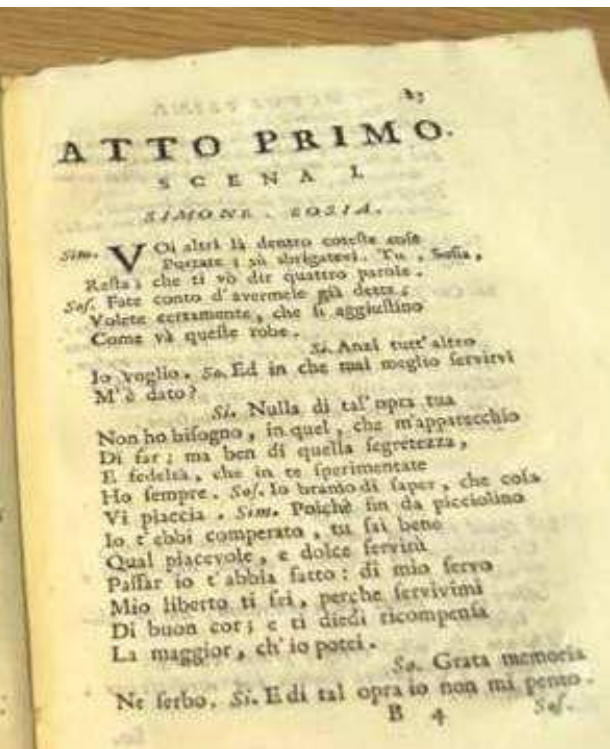 ATTO PRIMO.
SCENA I.
SIMONE. SOSIA.
Sim. VOi altri là dentro coteste cose
Portate; sù sbrigatevi. Tu, Sosia,
Resta; che ti vò dir quattro parole.
Sos. Fate conto d'avermele già dette;
Volete certamente, che si aggiustino
Come và queste robe.
Si. Anzi tutt'altro
Io voglio. So. Ed in che mai meglio servirvi
M'è dato?
Si. Nulla di tal'opra tua
Non ho bisogno, in quel, che m'apparecchio
Di far; ma ben di quella segretezza,
E fedeltà, che in te sperimentate
Ho sempre. Sos. Io bramo di saper, che cosa
Vi piaccia. Sim. Poichè fin da picciolino
Io t'ebbi comperato, tu sai bene
Qual piacevole, e dolce servitù
Passar io t'abbia fatto: di mio servo
Mio liberto ti fei, perche servivimi
Di buon cor; e ti diedi ricompensa
La maggior, ch'io potei.
So. Grata memoria
Ne serbo. Si. E di tal opra io non mi pento.
B 4
Sos.